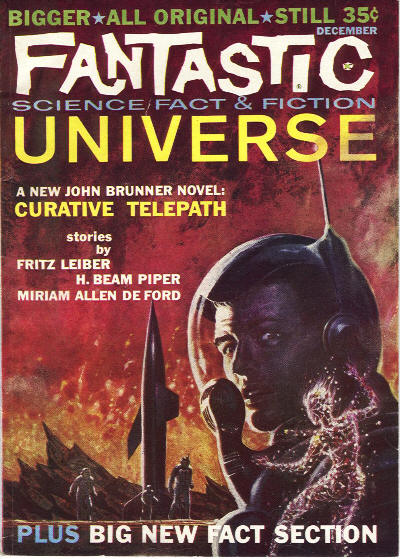 BIGGER★ALL ORIGINAL★STILL 35¢
DECEMBER
FANTASTIC
SCIENCE FACT & FICTION
UNIVERSE
A NEW JOHN BRUNNER NOVEL:
CURATIVE TELEPATH
stories
by
FRITZ LEIBER
H. BEAM PIPER
MIRIAM ALLEN DE FORD
PLUS BIG NEW FACT SECTION